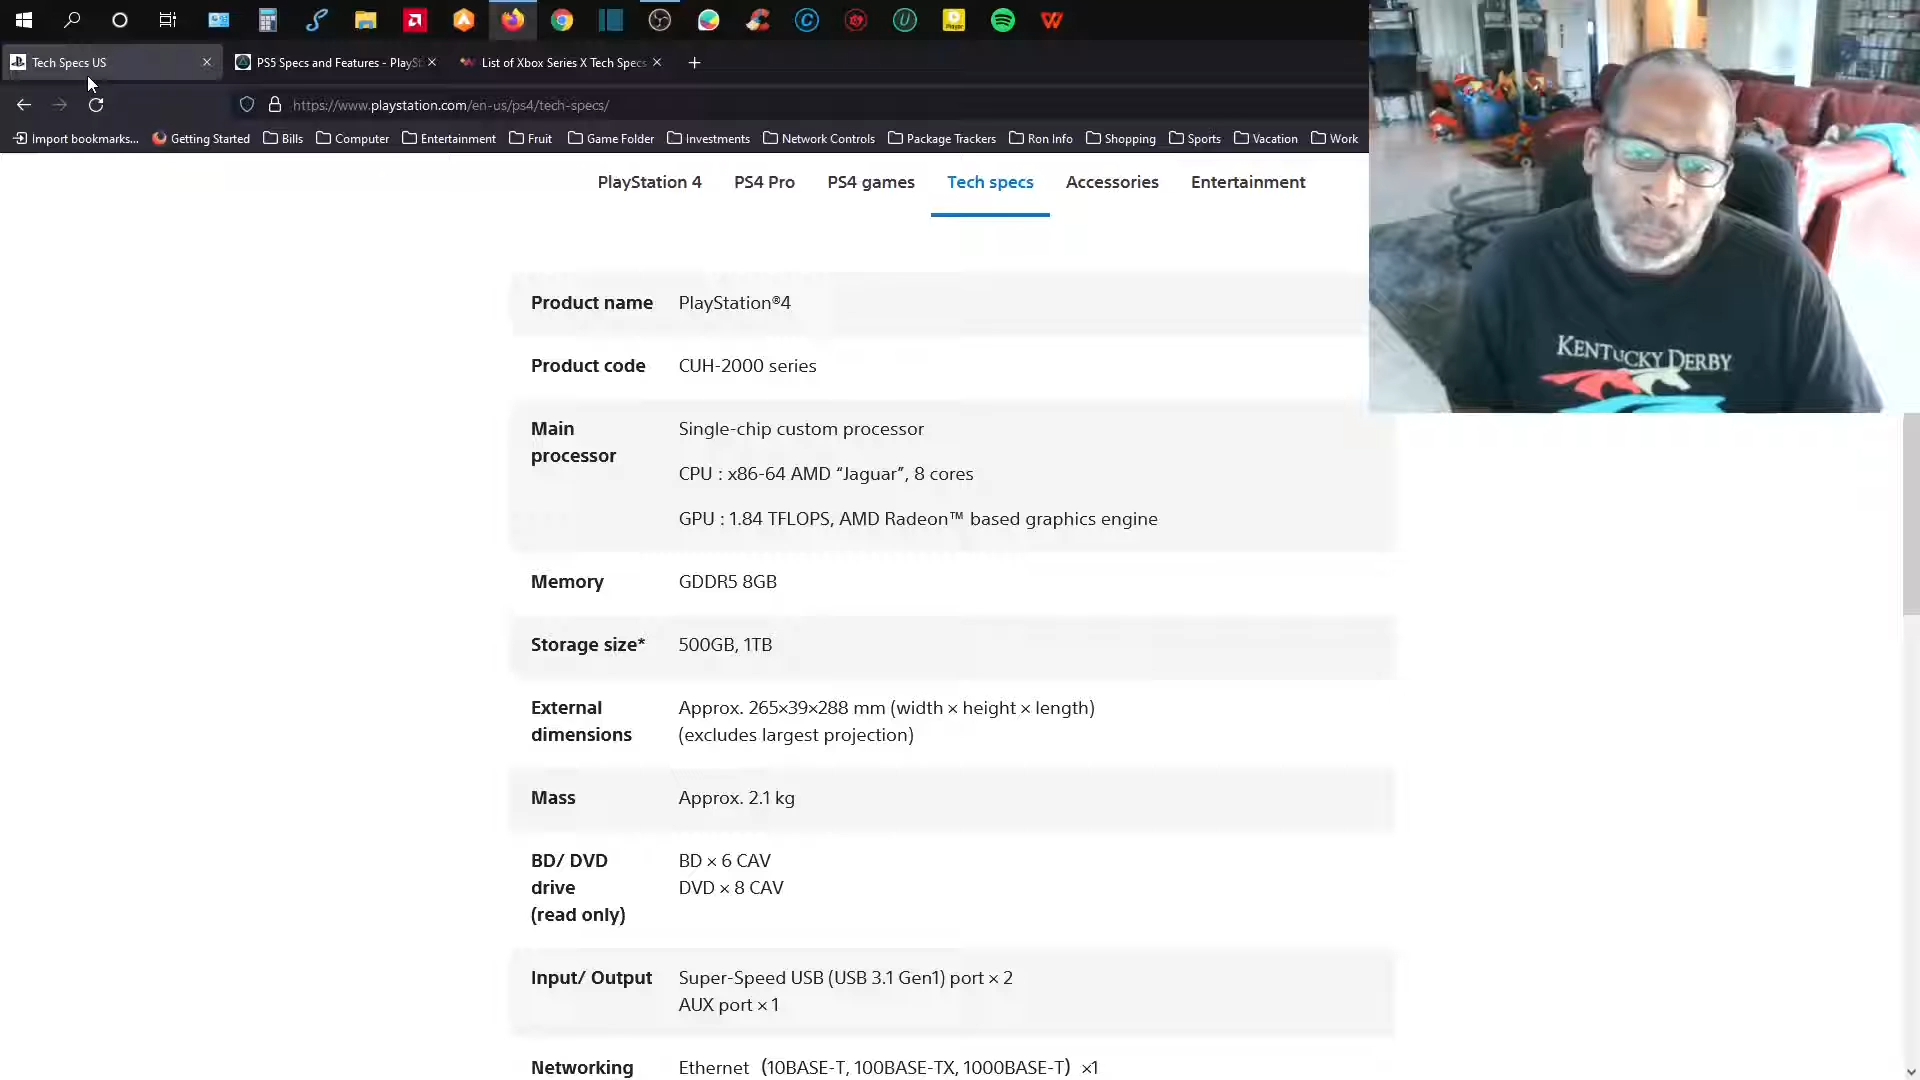 Tech Specs US
PS5 Specs and Features - PlaySt
List of Xbox Series X Tech Specs
https://www.playstation.com/en-us/ps4/tech-specs/
Import bookmarks... Getting Started Bills Computer Entertainment Fruit Game Folder Investments Network Controls Package Trackers Ron Info Shopping Sports Vacation Work
PlayStation 4 PS4 Pro PS4 games Tech specs Accessories Entertainment
Product name PlayStation®4
Product code CUH-2000 series
Main processor
Single-chip custom processor
CPU : x86-64 AMD “Jaguar”, 8 cores
GPU : 1.84 TFLOPS, AMD Radeon™ based graphics engine
Memory GDDR5 8GB
Storage size* 500GB, 1TB
External dimensions
Approx. 265×39×288 mm (width × height × length)
(excludes largest projection)
Mass Approx. 2.1 kg
BD/ DVD
drive
(read only)
BD × 6 CAV
DVD × 8 CAV
Input/ Output Super-Speed USB (USB 3.1 Gen1) port × 2
AUX port × 1
Networking Ethernet（10BASE-T, 100BASE-TX, 1000BASE-T）×1
KENTUCKY DERBY